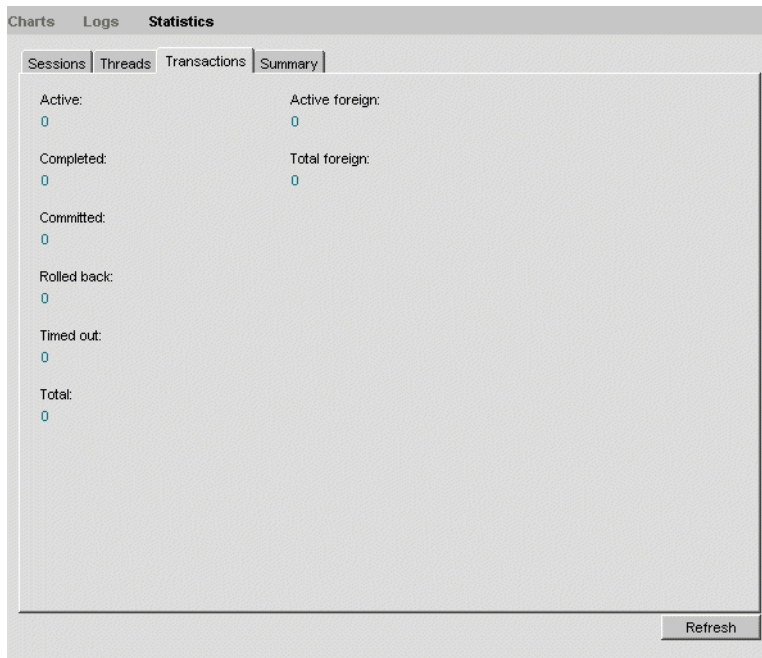 Charts Logs Statistics
Sessions Threads Transactions Summary
Active: Active foreign:
0 0
Completed: Total foreign:
0 0
Committed:
0
Rolled back:
0
Timed out:
0
Total:
0
Refresh